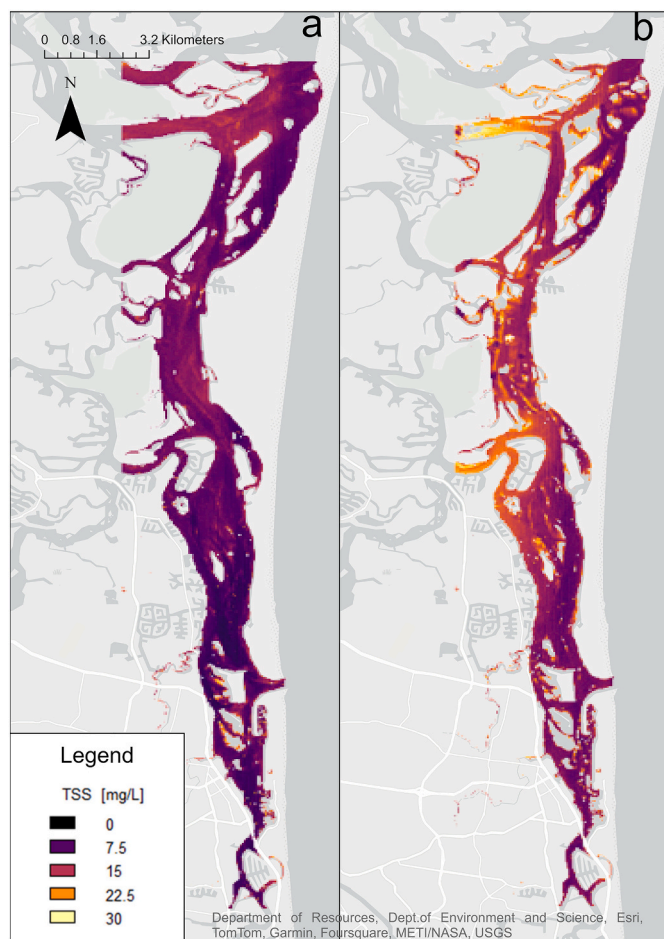 a
b
0 0.8 1.6 3.2 Kilometers
N
Legend
TSS [mg/L]
0
7.5
15
22.5
30
Department of Resources, Dept.of Environment and Science, Esri,
TomTom, Garmin, Foursquare, METI/NASA, USGS